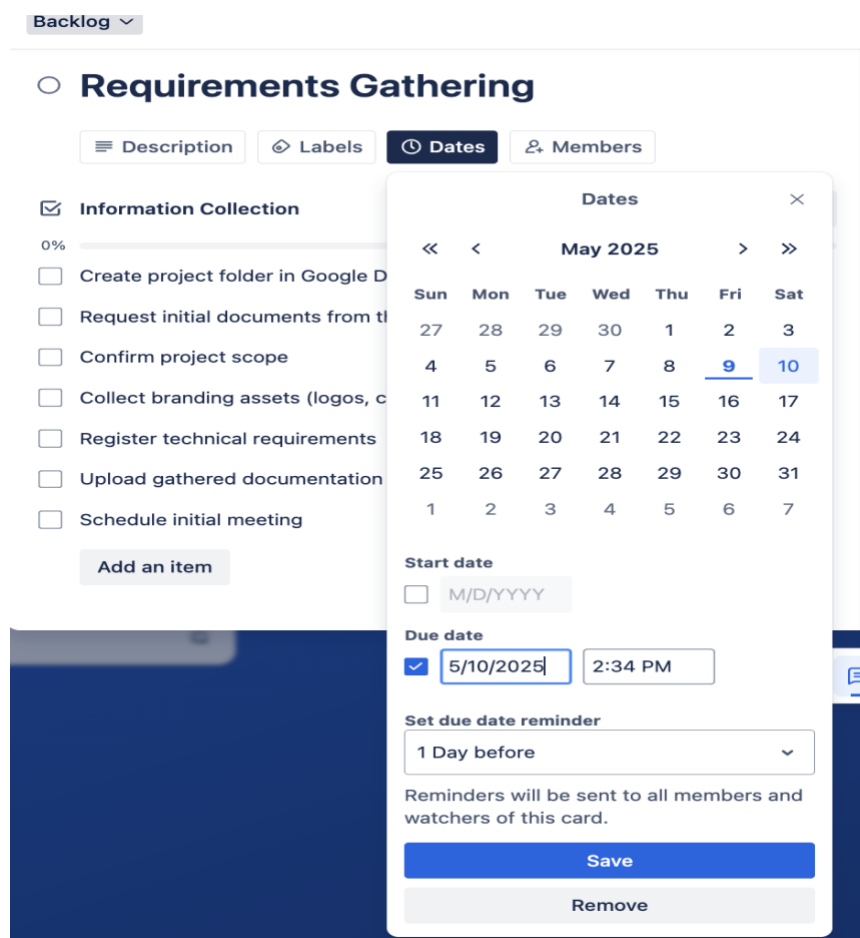 Backlog
Requirements Gathering
Description Labels Dates Members
Information Collection
0%
Create project folder in Google D
Request initial documents from th
Confirm project scope
Collect branding assets (logos, c
Register technical requirements
Upload gathered documentation
Schedule initial meeting
Add an item
Dates
May 2025
Sun Mon Tue Wed Thu Fri Sat
27 28 29 30 1 2 3
4 5 6 7 8 9 10
11 12 13 14 15 16 17
18 19 20 21 22 23 24
25 26 27 28 29 30 31
1 2 3 4 5 6 7
Start date
M/D/YYYY
Due date
5/10/2025 2:34 PM
Set due date reminder
1 Day before
Reminders will be sent to all members and
watchers of this card.
Save
Remove